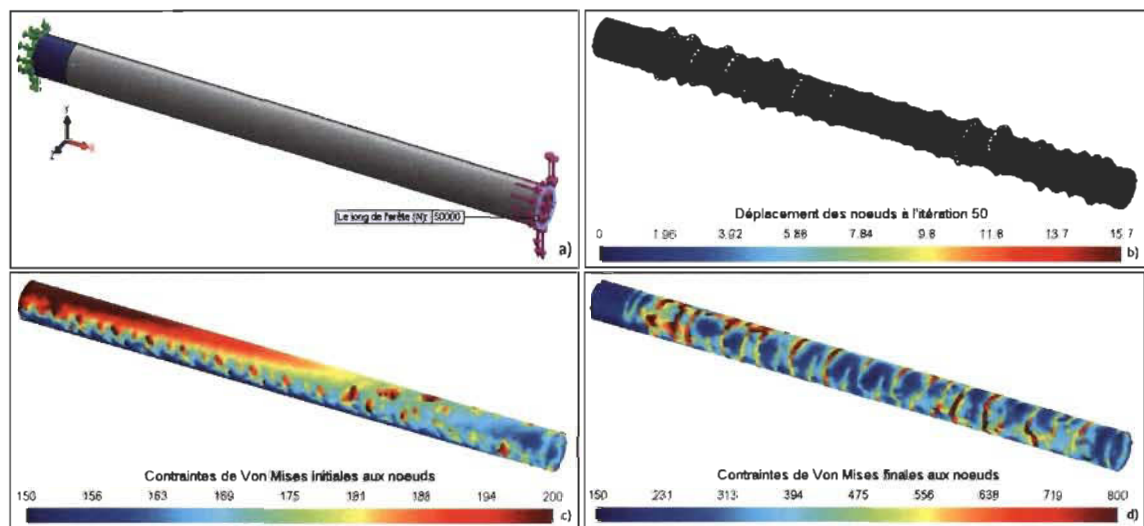 Y
Le long de l'arête (N): 50000
a)
Déplacement des noeuds à l'itération 50
0 1.96 3.92 5.88 7.84 9.8 11.8 13.7 15.7
b)
Contraintes de Von Mises initiales aux noeuds
150 156 163 169 175 181 188 194 200
c)
Contraintes de Von Mises finales aux noeuds
150 231 313 394 475 556 638 719 800
d)